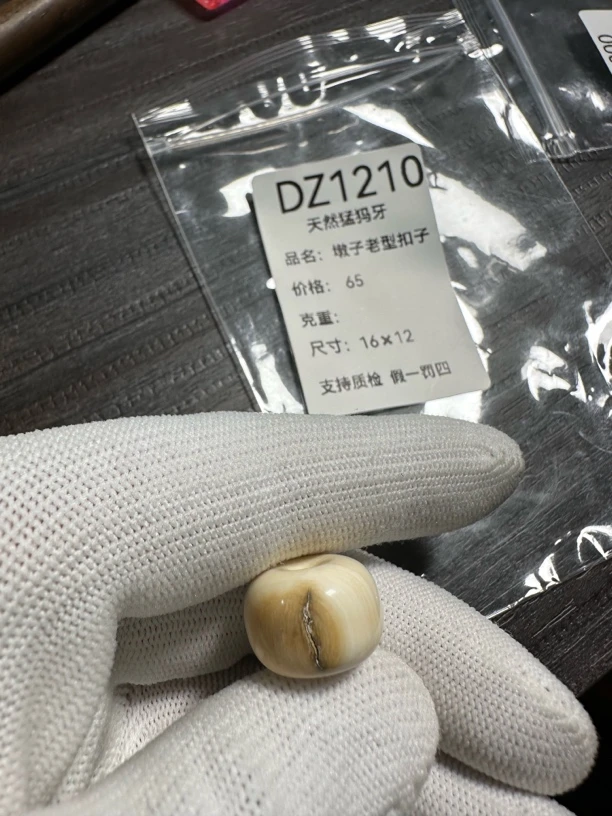 DZ1210
天然猛犸牙
品名：墩子老型扣子
价格：65
克重：
尺寸：16×12
支持质检 假一罚四